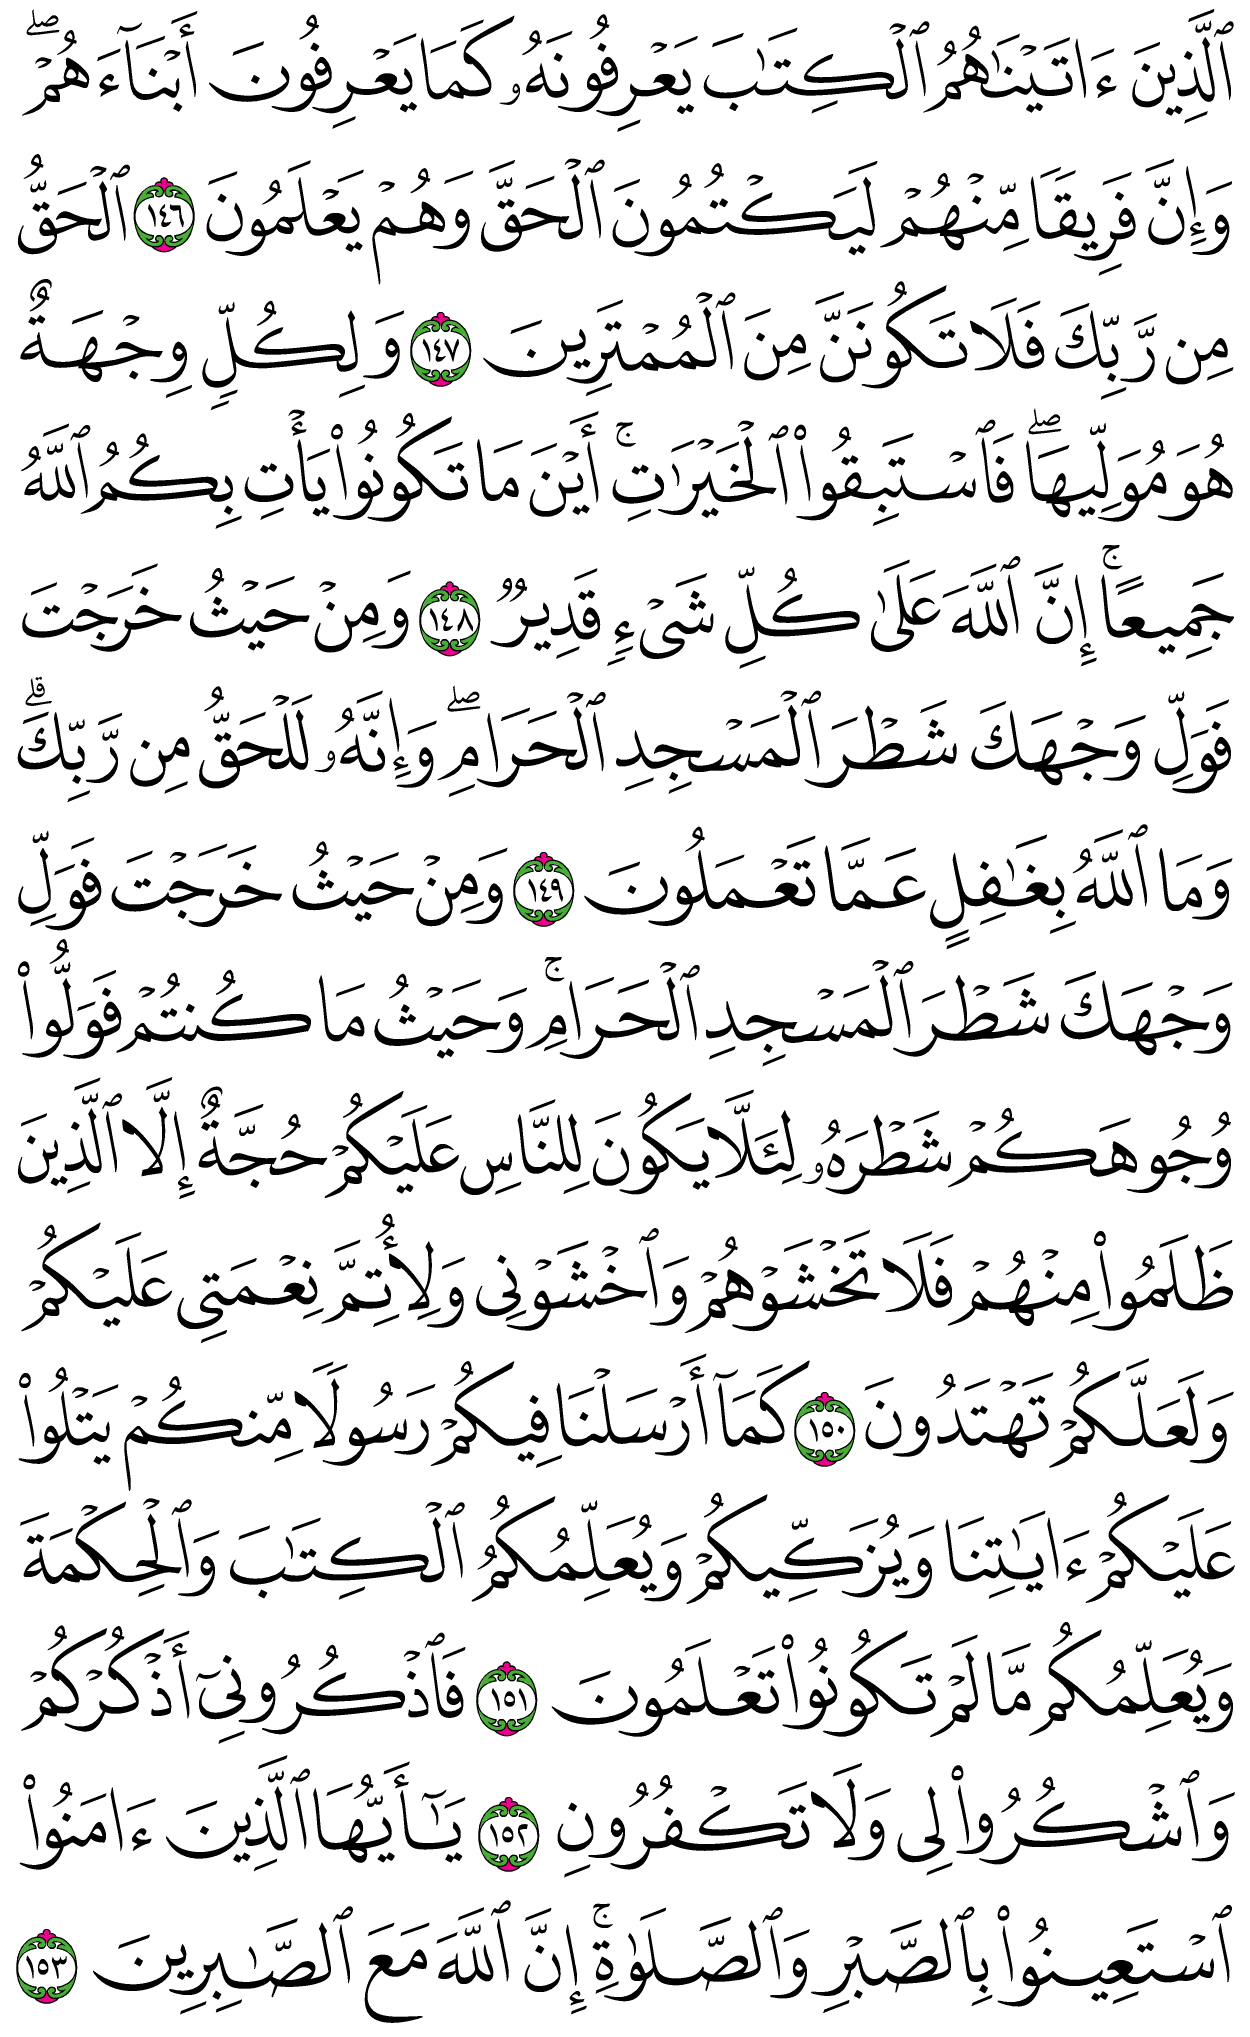 ٱلَّذِينَ ءَاتَيْنَٰهُمُ ٱلْكِتَٰبَ يَعْرِفُونَهُۥ كَمَا يَعْرِفُونَ أَبْنَآءَهُمْ ۖ
وَإِنَّ فَرِيقًا مِّنْهُمْ لَيَكْتُمُونَ ٱلْحَقَّ وَهُمْ يَعْلَمُونَ ١٤٦ ٱلْحَقُّ
مِن رَّبِّكَ فَلَا تَكُونَنَّ مِنَ ٱلْمُمْتَرِينَ ١٤٧ وَلِكُلٍّ وِجْهَةٌ
هُوَ مُوَلِّيهَا ۖ فَٱسْتَبِقُوا۟ ٱلْخَيْرَٰتِ ۚ أَيْنَ مَا تَكُونُوا۟ يَأْتِ بِكُمُ ٱللَّهُ
جَمِيعًا ۚ إِنَّ ٱللَّهَ عَلَىٰ كُلِّ شَىْءٍ قَدِيرٌ ١٤٨ وَمِنْ حَيْثُ خَرَجْتَ
فَوَلِّ وَجْهَكَ شَطْرَ ٱلْمَسْجِدِ ٱلْحَرَامِ ۖ وَإِنَّهُۥ لَلْحَقُّ مِن رَّبِّكَ ۗ
وَمَا ٱللَّهُ بِغَٰفِلٍ عَمَّا تَعْمَلُونَ ١٤٩ وَمِنْ حَيْثُ خَرَجْتَ فَوَلِّ
وَجْهَكَ شَطْرَ ٱلْمَسْجِدِ ٱلْحَرَامِ ۚ وَحَيْثُ مَا كُنتُمْ فَوَلُّوا۟
وُجُوهَكُمْ شَطْرَهُۥ لِئَلَّا يَكُونَ لِلنَّاسِ عَلَيْكُمْ حُجَّةٌ إِلَّا ٱلَّذِينَ
ظَلَمُوا۟ مِنْهُمْ فَلَا تَخْشَوْهُمْ وَٱخْشَوْنِى وَلِأُتِمَّ نِعْمَتِى عَلَيْكُمْ
وَلَعَلَّكُمْ تَهْتَدُونَ ١٥٠ كَمَآ أَرْسَلْنَا فِيكُمْ رَسُولًا مِّنكُمْ يَتْلُوا۟
عَلَيْكُمْ ءَايَٰتِنَا وَيُزَكِّيكُمْ وَيُعَلِّمُكُمُ ٱلْكِتَٰبَ وَٱلْحِكْمَةَ
وَيُعَلِّمُكُم مَّا لَمْ تَكُونُوا۟ تَعْلَمُونَ ١٥١ فَٱذْكُرُونِىٓ أَذْكُرْكُمْ
وَٱشْكُرُوا۟ لِى وَلَا تَكْفُرُونِ ١٥٢ يَٰٓأَيُّهَا ٱلَّذِينَ ءَامَنُوا۟
ٱسْتَعِينُوا۟ بِٱلصَّبْرِ وَٱلصَّلَوٰةِ ۚ إِنَّ ٱللَّهَ مَعَ ٱلصَّٰبِرِينَ ١٥٣